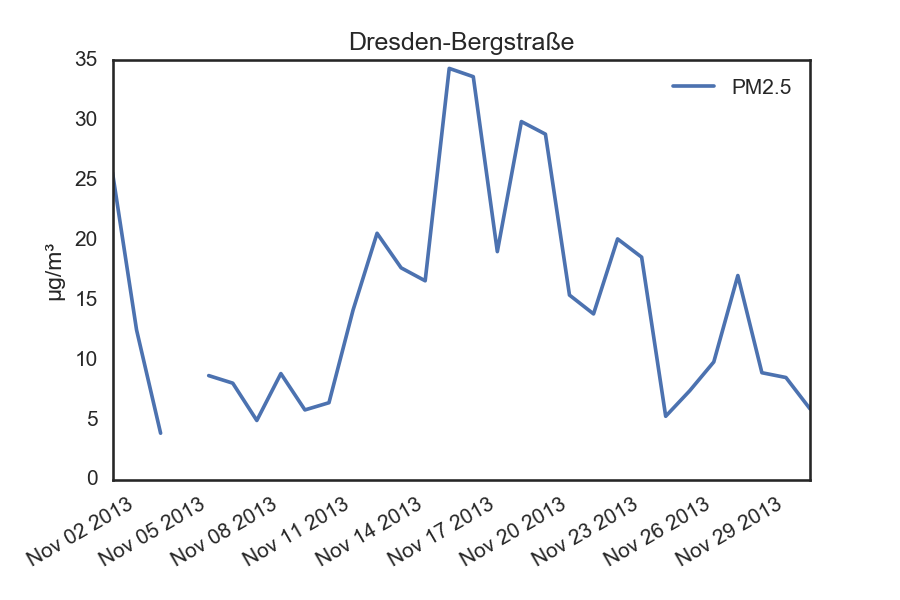 Dresden-Bergstraße
PM2.5
µg/m³
35
30
25
20
15
10
5
0
Nov 02 2013
Nov 05 2013
Nov 08 2013
Nov 11 2013
Nov 14 2013
Nov 17 2013
Nov 20 2013
Nov 23 2013
Nov 26 2013
Nov 29 2013